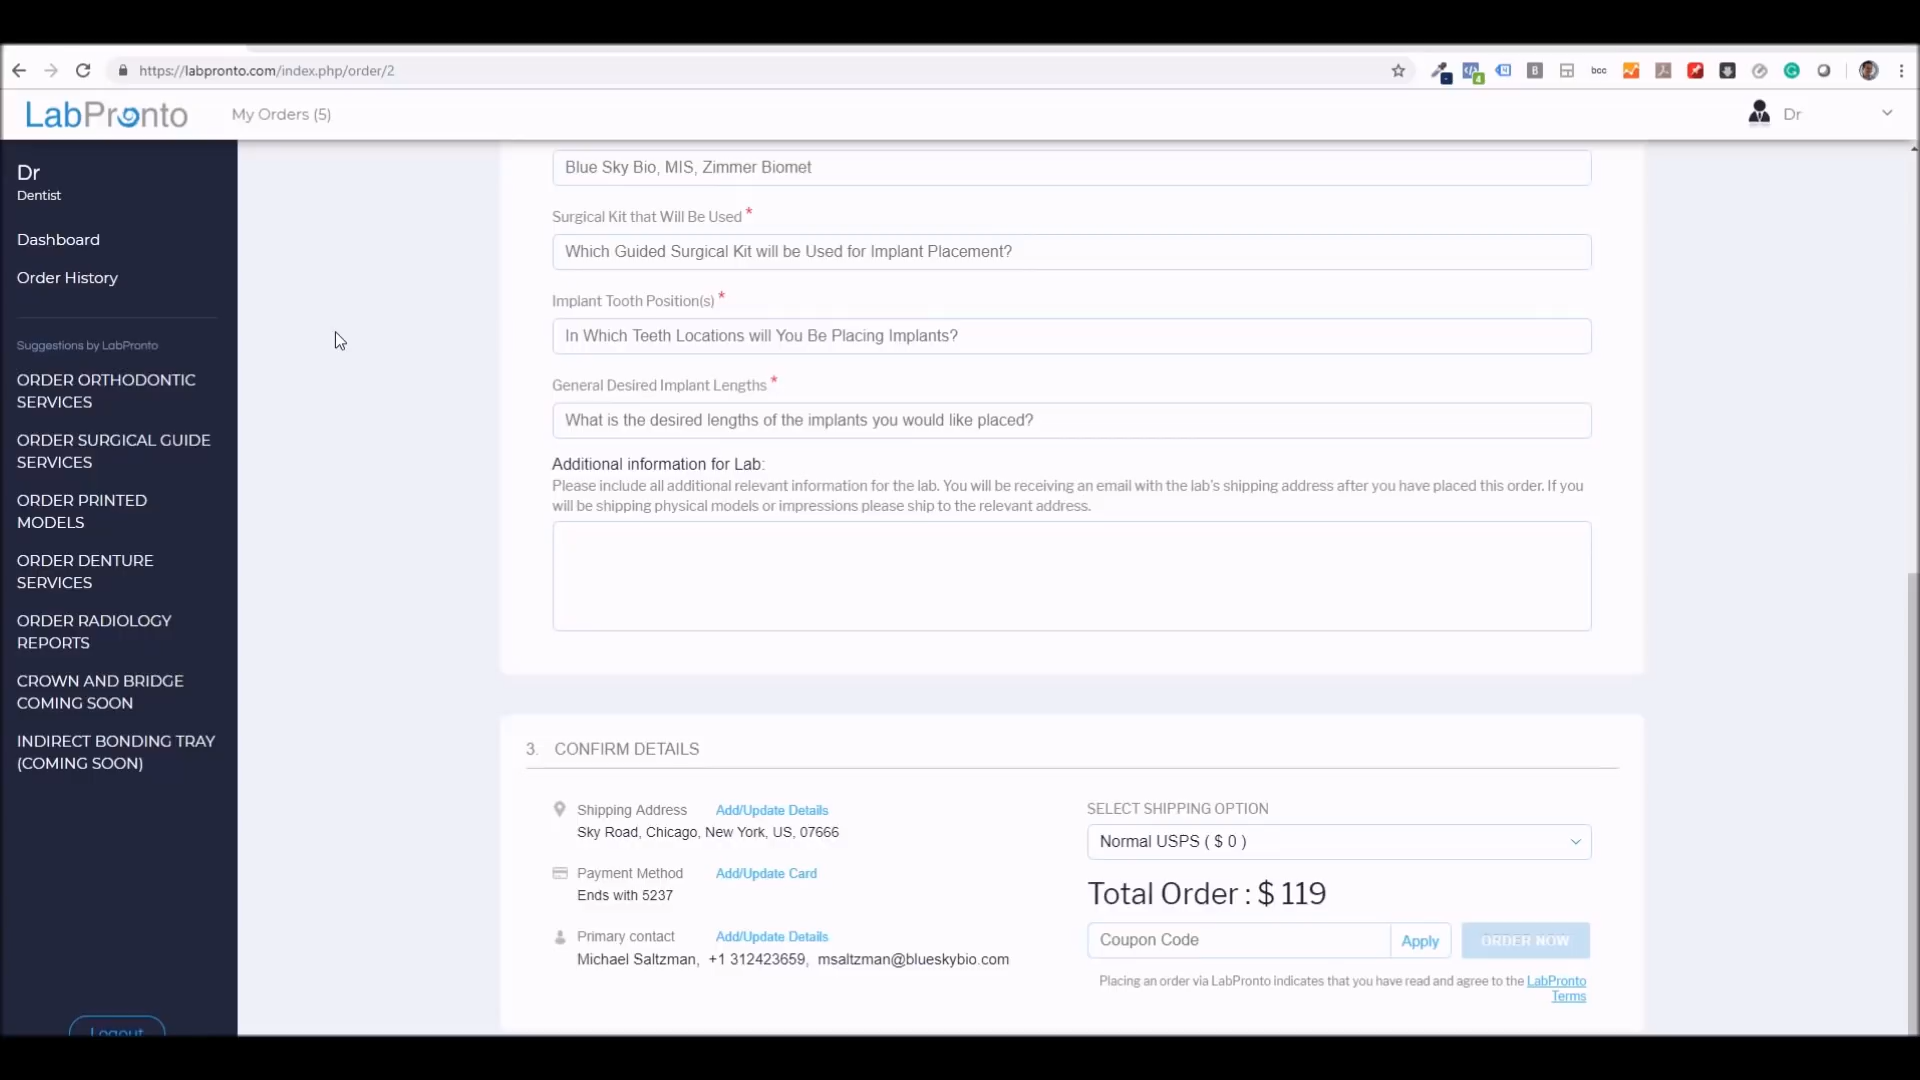 https://labpronto.com/index.php/order/2
LabPronto
My Orders (5)
Dr
Dr
Dentist
Dashboard
Order History
Suggestions by LabPronto
ORDER ORTHODONTIC
SERVICES
ORDER SURGICAL GUIDE
SERVICES
ORDER PRINTED
MODELS
ORDER DENTURE
SERVICES
ORDER RADIOLOGY
REPORTS
CROWN AND BRIDGE
COMING SOON
INDIRECT BONDING TRAY
(COMING SOON)
Logout
Blue Sky Bio, MIS, Zimmer Biomet
Surgical Kit that Will Be Used *
Which Guided Surgical Kit will be Used for Implant Placement?
Implant Tooth Position(s) *
In Which Teeth Locations will You Be Placing Implants?
General Desired Implant Lengths *
What is the desired lengths of the implants you would like placed?
Additional information for Lab:
Please include all additional relevant information for the lab. You will be receiving an email with the lab's shipping address after you have placed this order. If you
will be shipping physical models or impressions please ship to the relevant address.
3. CONFIRM DETAILS
Shipping Address Add/Update Details
Sky Road, Chicago, New York, US, 07666
Payment Method Add/Update Card
Ends with 5237
Primary contact Add/Update Details
Michael Saltzman, +1 312423659, msaltzman@blueskybio.com
SELECT SHIPPING OPTION
Normal USPS ( $ 0 )
Total Order : $ 119
Coupon Code
Apply
ORDER NOW
Placing an order via LabPronto indicates that you have read and agree to the LabPronto
Terms